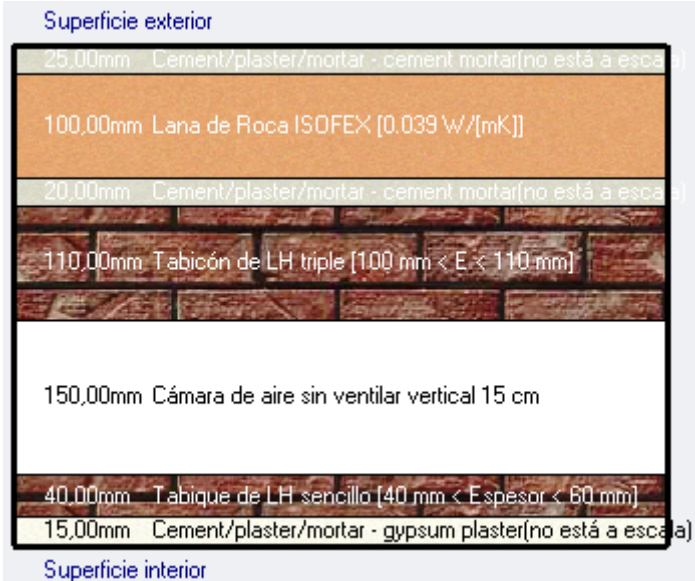 Superficie exterior
25,00mm Cement/plaster/mortar - cement mortar(no está a escala)
100,00mm Lana de Roca ISOFEX [0.039 W/[mK]]
20,00mm Cement/plaster/mortar - cement mortar(no está a escala)
110,00mm Tabicón de LH triple [100 mm < E < 110 mm]
150,00mm Cámara de aire sin ventilar vertical 15 cm
40,00mm Tabique de LH sencillo [40 mm < Espesor < 60 mm]
15,00mm Cement/plaster/mortar - gypsum plaster(no está a escala)
Superficie interior